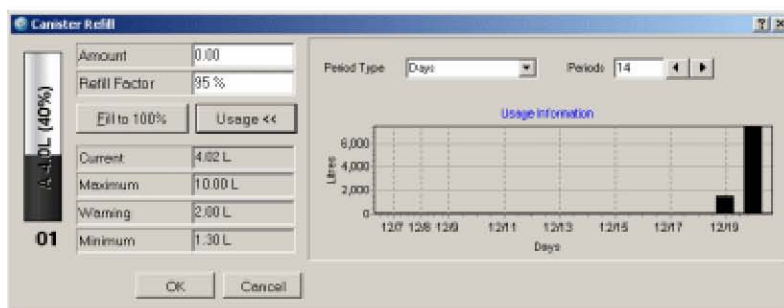 Canister Refill
Amount 0.00
Refill Factor 95 %
Fill to 100% Usage <<
Current 4.02 L
Maximum 10.00 L
Warning 2.00 L
Minimum 1.30 L
A 4.0L (40%)
01
OK Cancel
Period Type Days Periods 14
Usage Information
Litres
6,000
4,000
2,000
0
12/7 12/8 12/9 12/11 12/13 12/15 12/17 12/19
Days